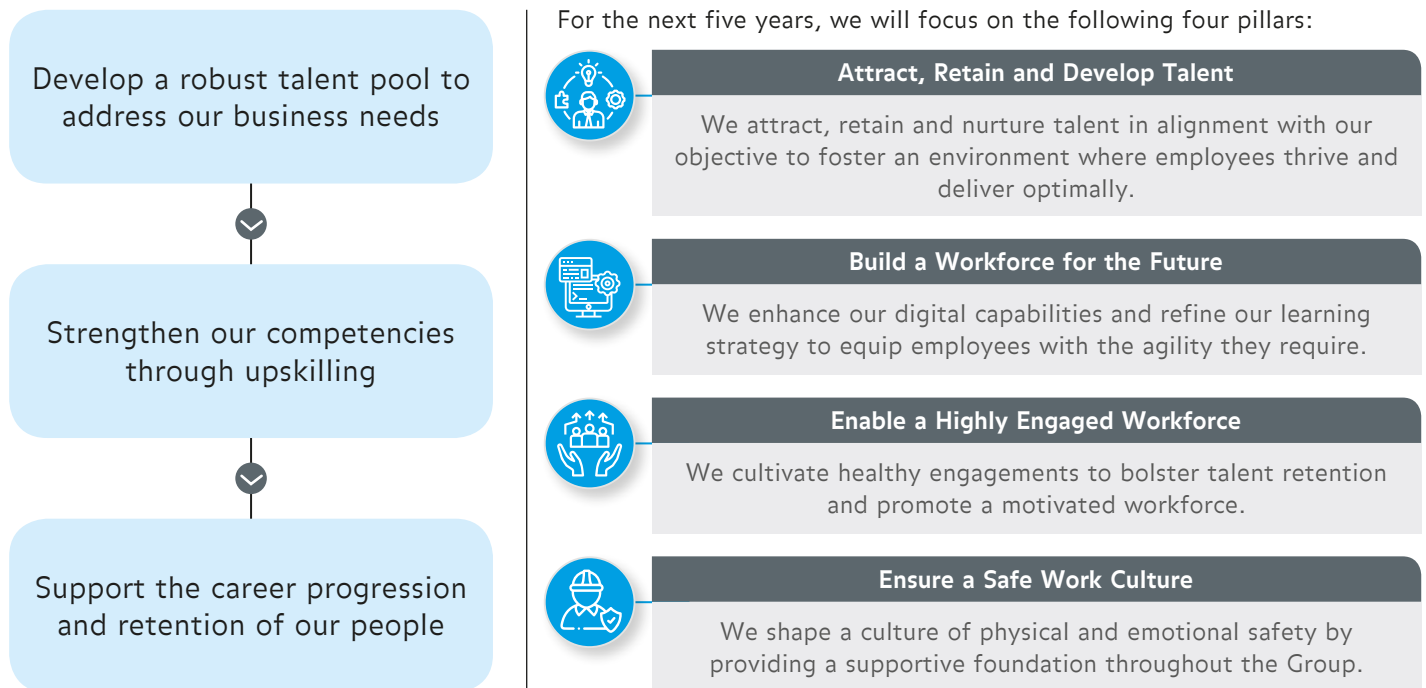 Develop a robust talent pool to
address our business needs
Strengthen our competencies
through upskilling
Support the career progression
and retention of our people
For the next five years, we will focus on the following four pillars:
Attract, Retain and Develop Talent
We attract, retain and nurture talent in alignment with our
objective to foster an environment where employees thrive and
deliver optimally.
Build a Workforce for the Future
We enhance our digital capabilities and refine our learning
strategy to equip employees with the agility they require.
Enable a Highly Engaged Workforce
We cultivate healthy engagements to bolster talent retention
and promote a motivated workforce.
Ensure a Safe Work Culture
We shape a culture of physical and emotional safety by
providing a supportive foundation throughout the Group.